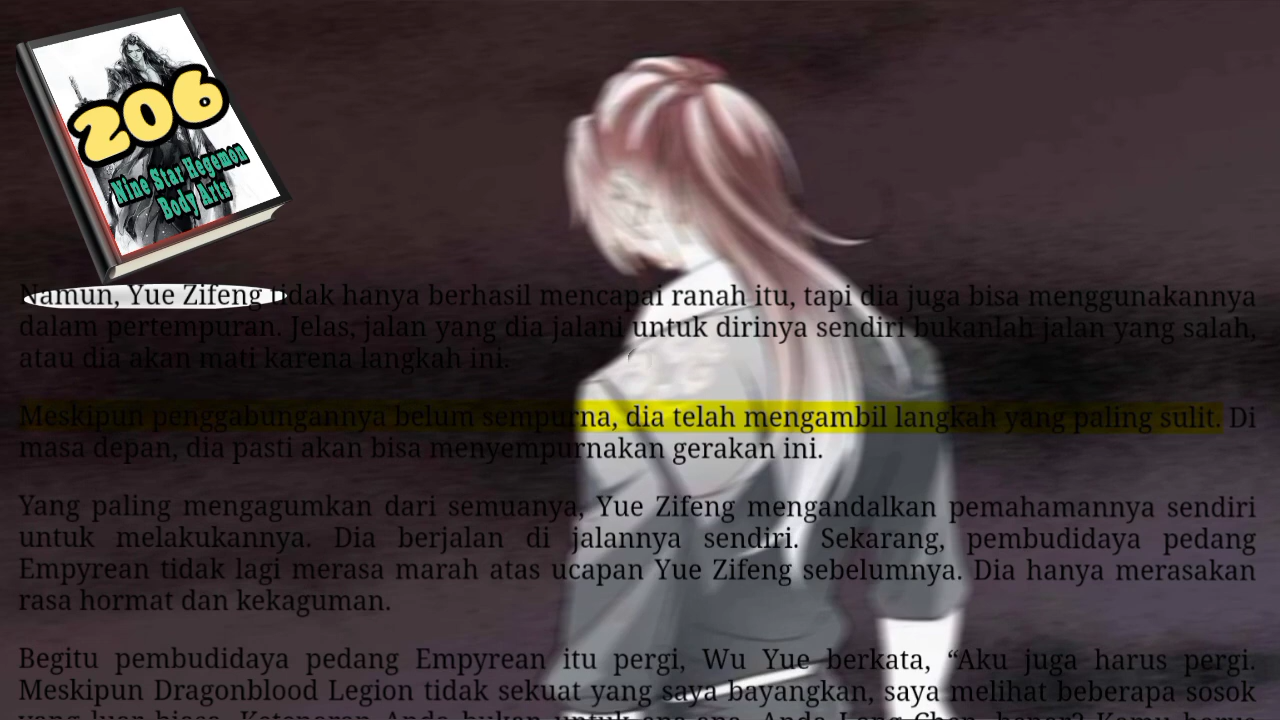 206
Nine Star Hegemon
Body Arts
Namun, Yue Zifeng tidak hanya berhasil mencapai ranah itu, tapi dia juga bisa menggunakannya
dalam pertempuran. Jelas, jalan yang dia jalani untuk dirinya sendiri bukanlah jalan yang salah,
atau dia akan mati karena langkah ini.
Meskipun penggabungannya belum sempurna, dia telah mengambil langkah yang paling sulit. Di
masa depan, dia pasti akan bisa menyempurnakan gerakan ini.
Yang paling mengagumkan dari semuanya, Yue Zifeng mengandalkan pemahamannya sendiri
untuk melakukannya. Dia berjalan di jalannya sendiri. Sekarang, pembudidaya pedang
Empyrean tidak lagi merasa marah atas ucapan Yue Zifeng sebelumnya. Dia hanya merasakan
rasa hormat dan kekaguman.
Begitu pembudidaya pedang Empyrean itu pergi, Wu Yue berkata, “Aku juga harus pergi.
Meskipun Dragonblood Legion tidak sekuat yang saya bayangkan, saya melihat beberapa sosok